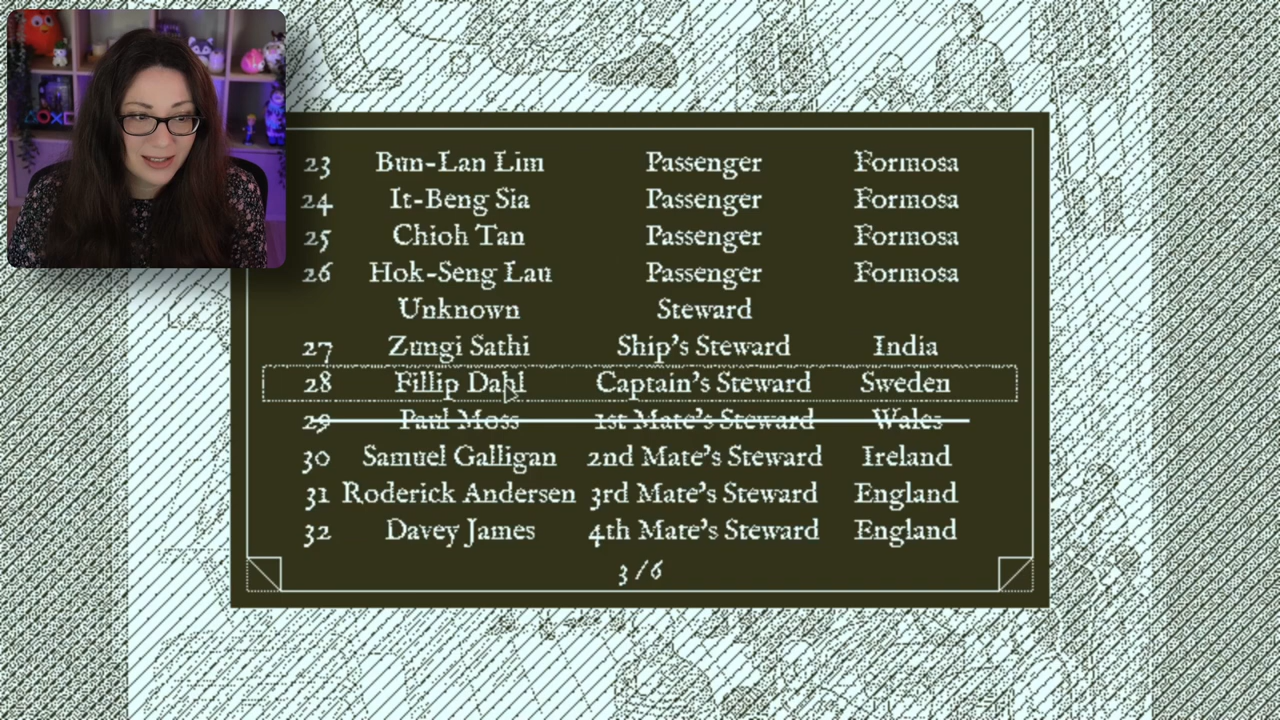 23 Bun-Lan Lim Passenger Formosa
24 It-Beng Sia Passenger Formosa
25 Chioh Tan Passenger Formosa
26 Hok-Seng Lau Passenger Formosa
Unknown Steward
27 Zungi Sathi Ship's Steward India
28 Fillip Dahl Captain's Steward Sweden
29 Paul Moss 1st Mate's Steward Wales
30 Samuel Galligan 2nd Mate's Steward Ireland
31 Roderick Andersen 3rd Mate's Steward England
32 Davey James 4th Mate's Steward England
3/6